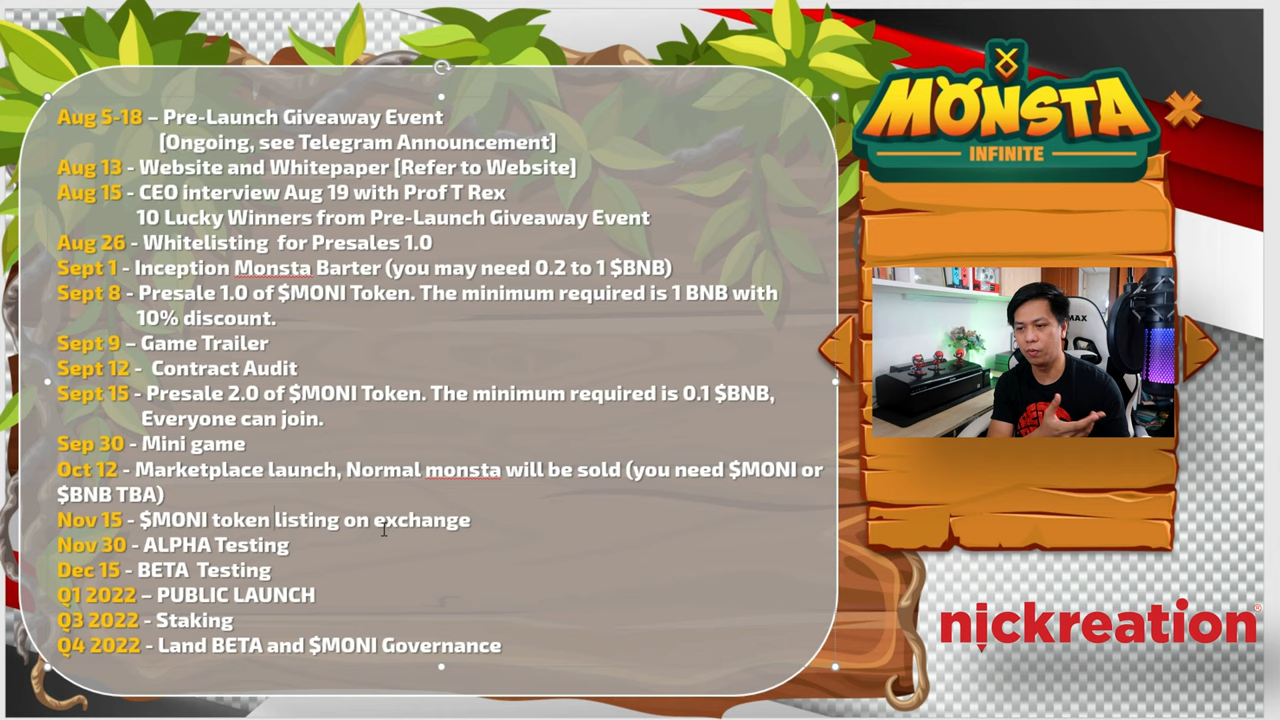 Aug 5-18 – Pre-Launch Giveaway Event
[Ongoing, see Telegram Announcement]
Aug 13 - Website and Whitepaper [Refer to Website]
Aug 15 - CEO interview Aug 19 with Prof T Rex
10 Lucky Winners from Pre-Launch Giveaway Event
Aug 26 - Whitelisting for Presales 1.0
Sept 1 - Inception Monsta Barter (you may need 0.2 to 1 $BNB)
Sept 8 - Presale 1.0 of $MONI Token. The minimum required is 1 BNB with
10% discount.
Sept 9 – Game Trailer
Sept 12 - Contract Audit
Sept 15 - Presale 2.0 of $MONI Token. The minimum required is 0.1 $BNB,
Everyone can join.
Sep 30 - Mini game
Oct 12 - Marketplace launch, Normal monsta will be sold (you need $MONI or
$BNB TBA)
Nov 15 - $MONI token listing on exchange
Nov 30 - ALPHA Testing
Dec 15 - BETA Testing
Q1 2022 – PUBLIC LAUNCH
Q3 2022 - Staking
Q4 2022 - Land BETA and $MONI Governance
MONSTA
INFINITE
MAX
nickreation®